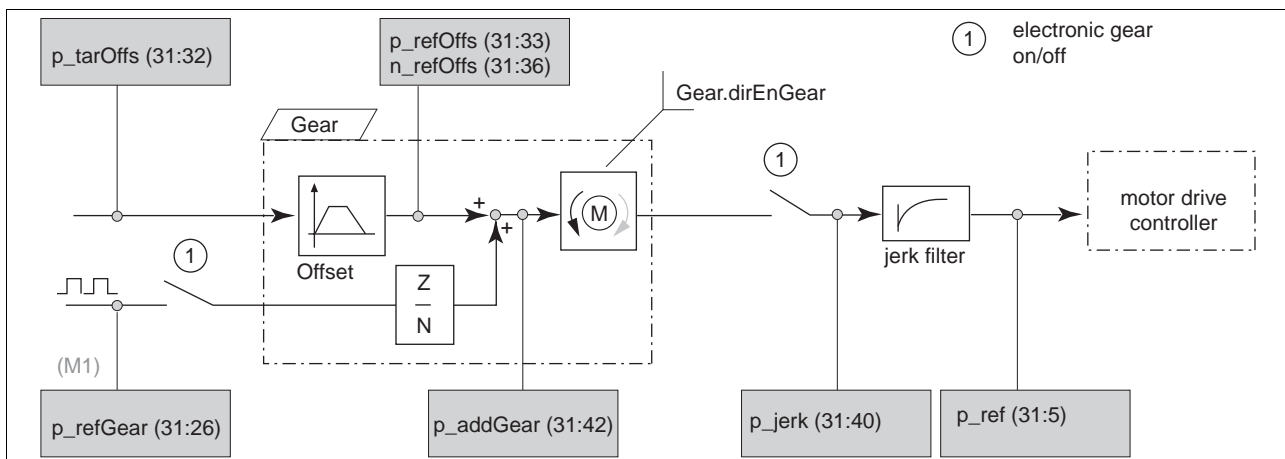 p_tarOffs (31:32)
p_refOffs (31:33)
n_refOffs (31:36)
1
electronic gear
on/off
Gear.dirEnGear
Gear
1
M
motor drive
controller
+
+
Offset
jerk filter
1
Z
N
(M1)
p_refGear (31:26)
p_addGear (31:42)
p_jerk (31:40)
p_ref (31:5)